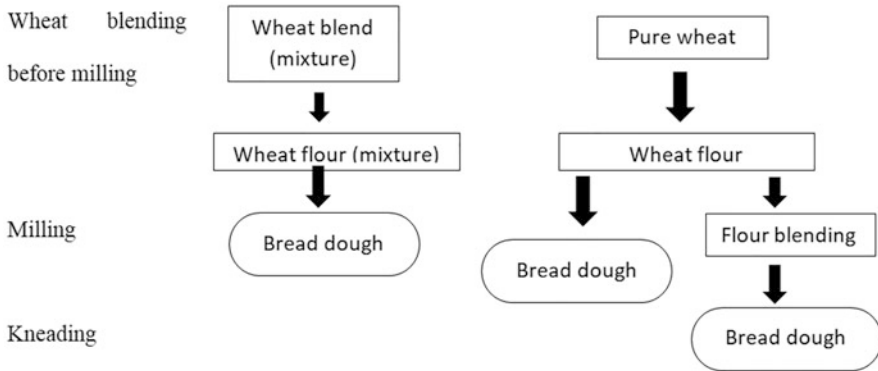 Wheat blending
before milling
Milling
Kneading
Wheat blend
(mixture)
Wheat flour (mixture)
Bread dough
Pure wheat
Wheat flour
Bread dough
Flour blending
Bread dough